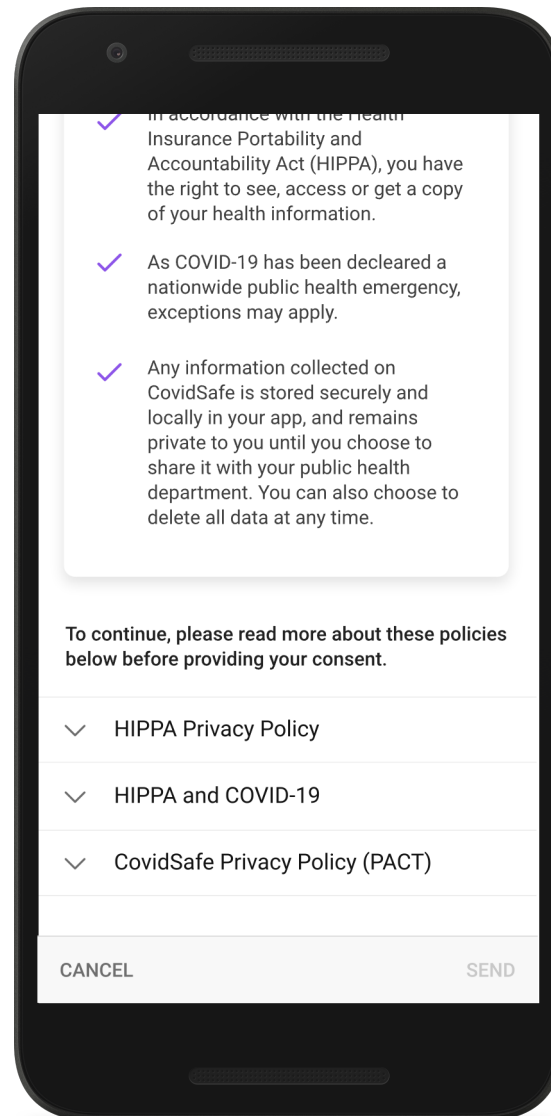 In accordance with the Health
Insurance Portability and
Accountability Act (HIPPA), you have
the right to see, access or get a copy
of your health information.
As COVID-19 has been decleared a
nationwide public health emergency,
exceptions may apply.
Any information collected on
CovidSafe is stored securely and
locally in your app, and remains
private to you until you choose to
share it with your public health
department. You can also choose to
delete all data at any time.
To continue, please read more about these policies
below before providing your consent.
HIPPA Privacy Policy
HIPPA and COVID-19
CovidSafe Privacy Policy (PACT)
CANCEL
SEND